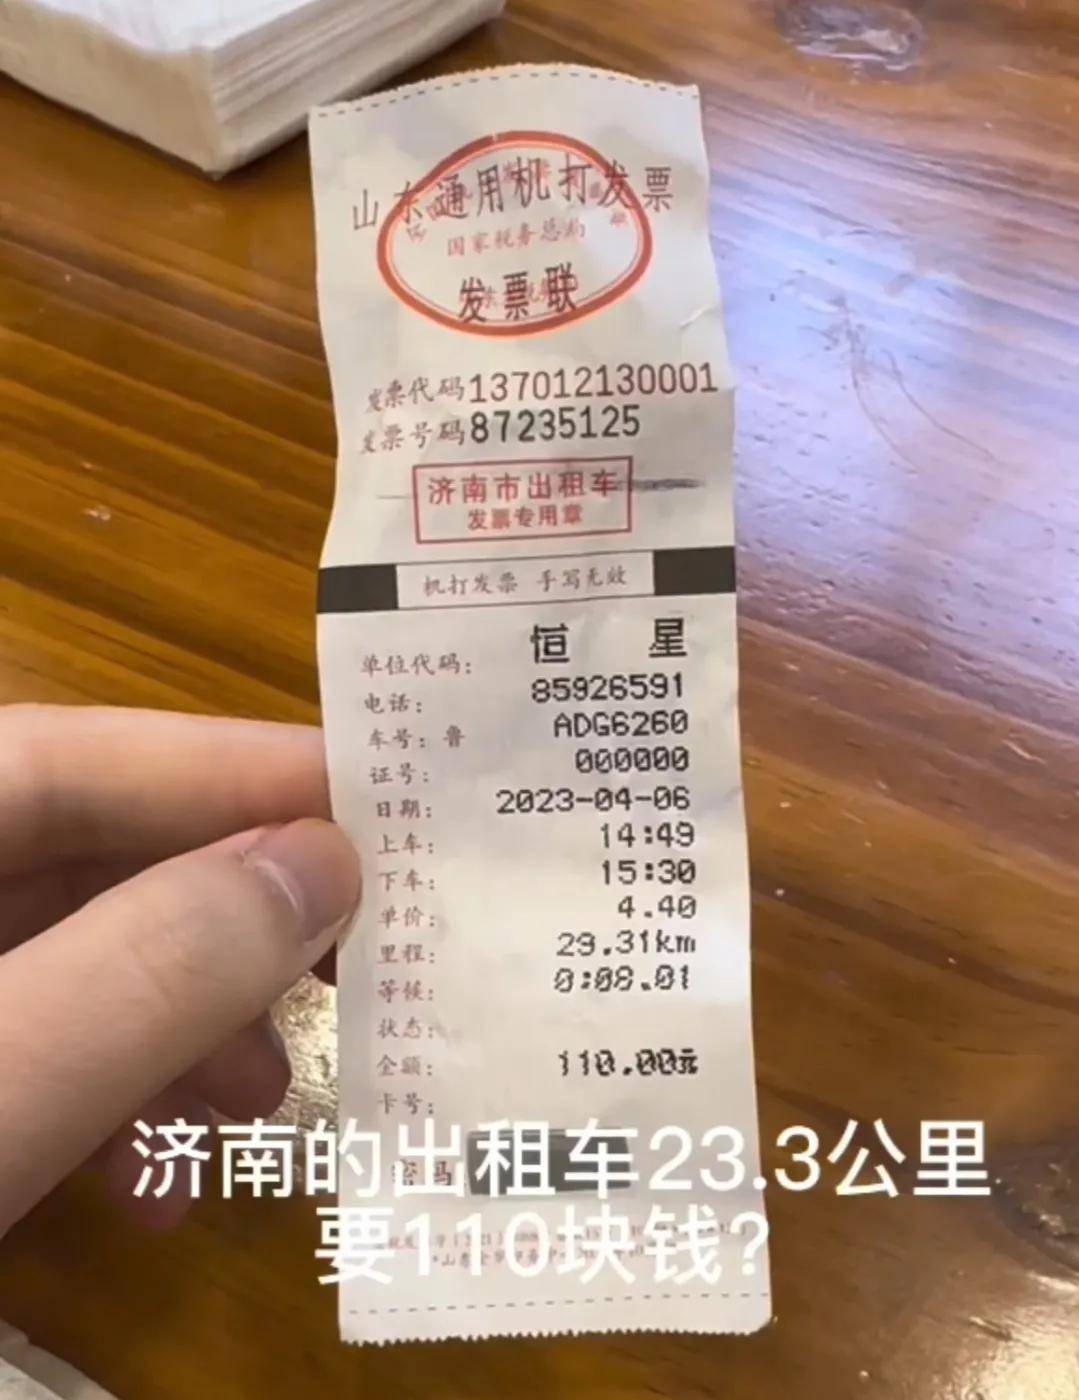 山东通用机打发票
国家税务总局
发票联
发票代码137012130001
发票号码87235125
济南市出租车
发票专用章
机打发票 手写无效
单位代码: 恒 星
电话: 85926591
车号: 鲁 ADG6260
证号: 000000
日期: 2023-04-06
上车: 14:49
下车: 15:30
单价: 4.40
里程: 23.31km
等候: 0:08.01
状态:
金额: 110.00元
卡号:
济南的出租车23.3公里
要110块钱?